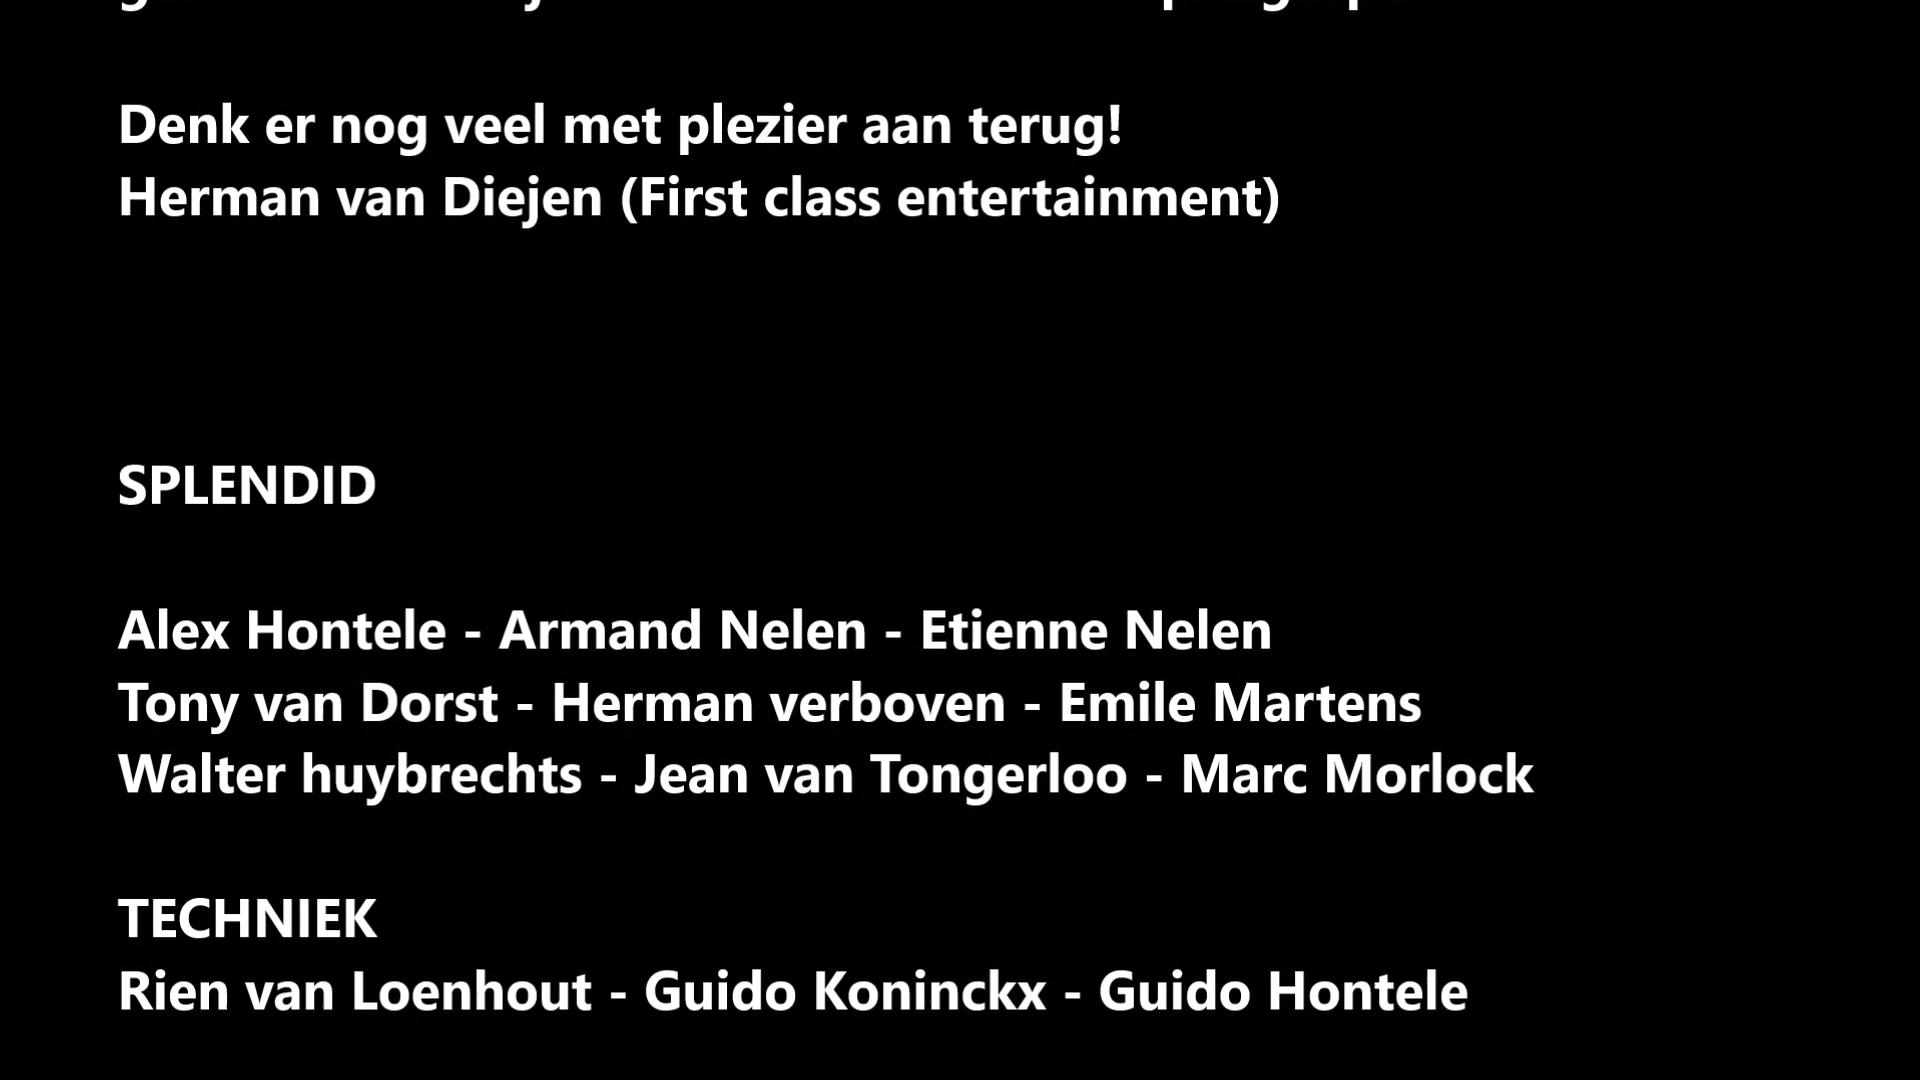 Denk er nog veel met plezier aan terug!
Herman van Diejen (First class entertainment)
SPLENDID
Alex Hontele - Armand Nelen - Etienne Nelen
Tony van Dorst - Herman verboven - Emile Martens
Walter huybrechts - Jean van Tongerloo - Marc Morlock
TECHNIEK
Rien van Loenhout - Guido Koninckx - Guido Hontele